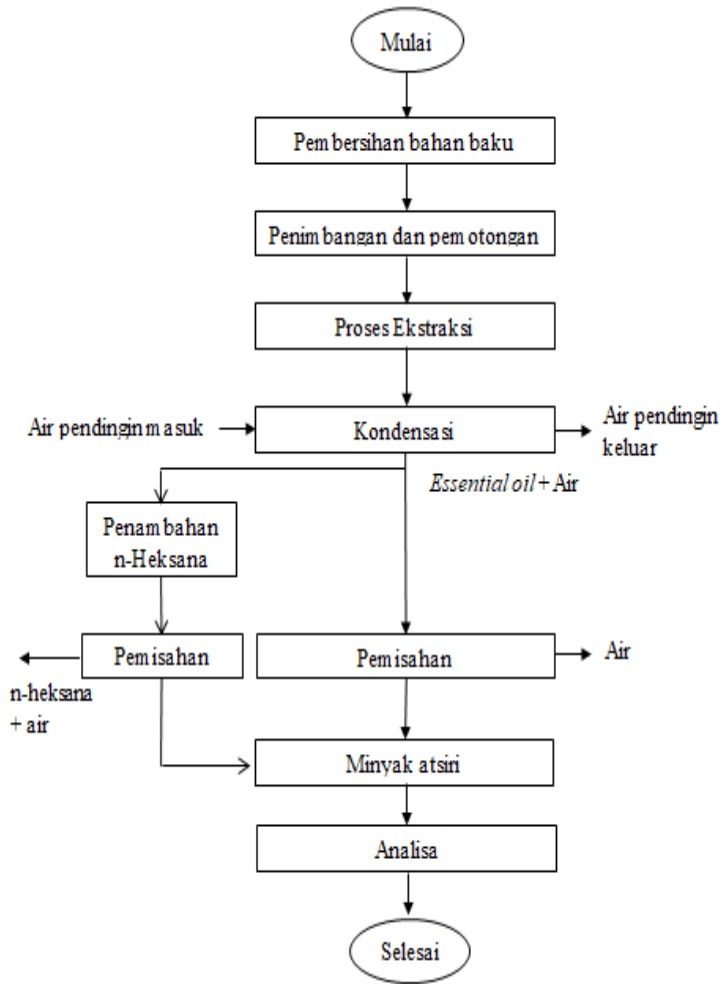 Mulai
Pembersihan bahan baku
Penimbangan dan pemotongan
Proses Ekstraksi
Air pendingin masuk
Kondensasi
Air pendingin
keluar
Essential oil + Air
Penambahan
n-Heksana
Pemisahan
Pemisahan
Air
n-heksana
+ air
Minyak atsiri
Analisa
Selesai